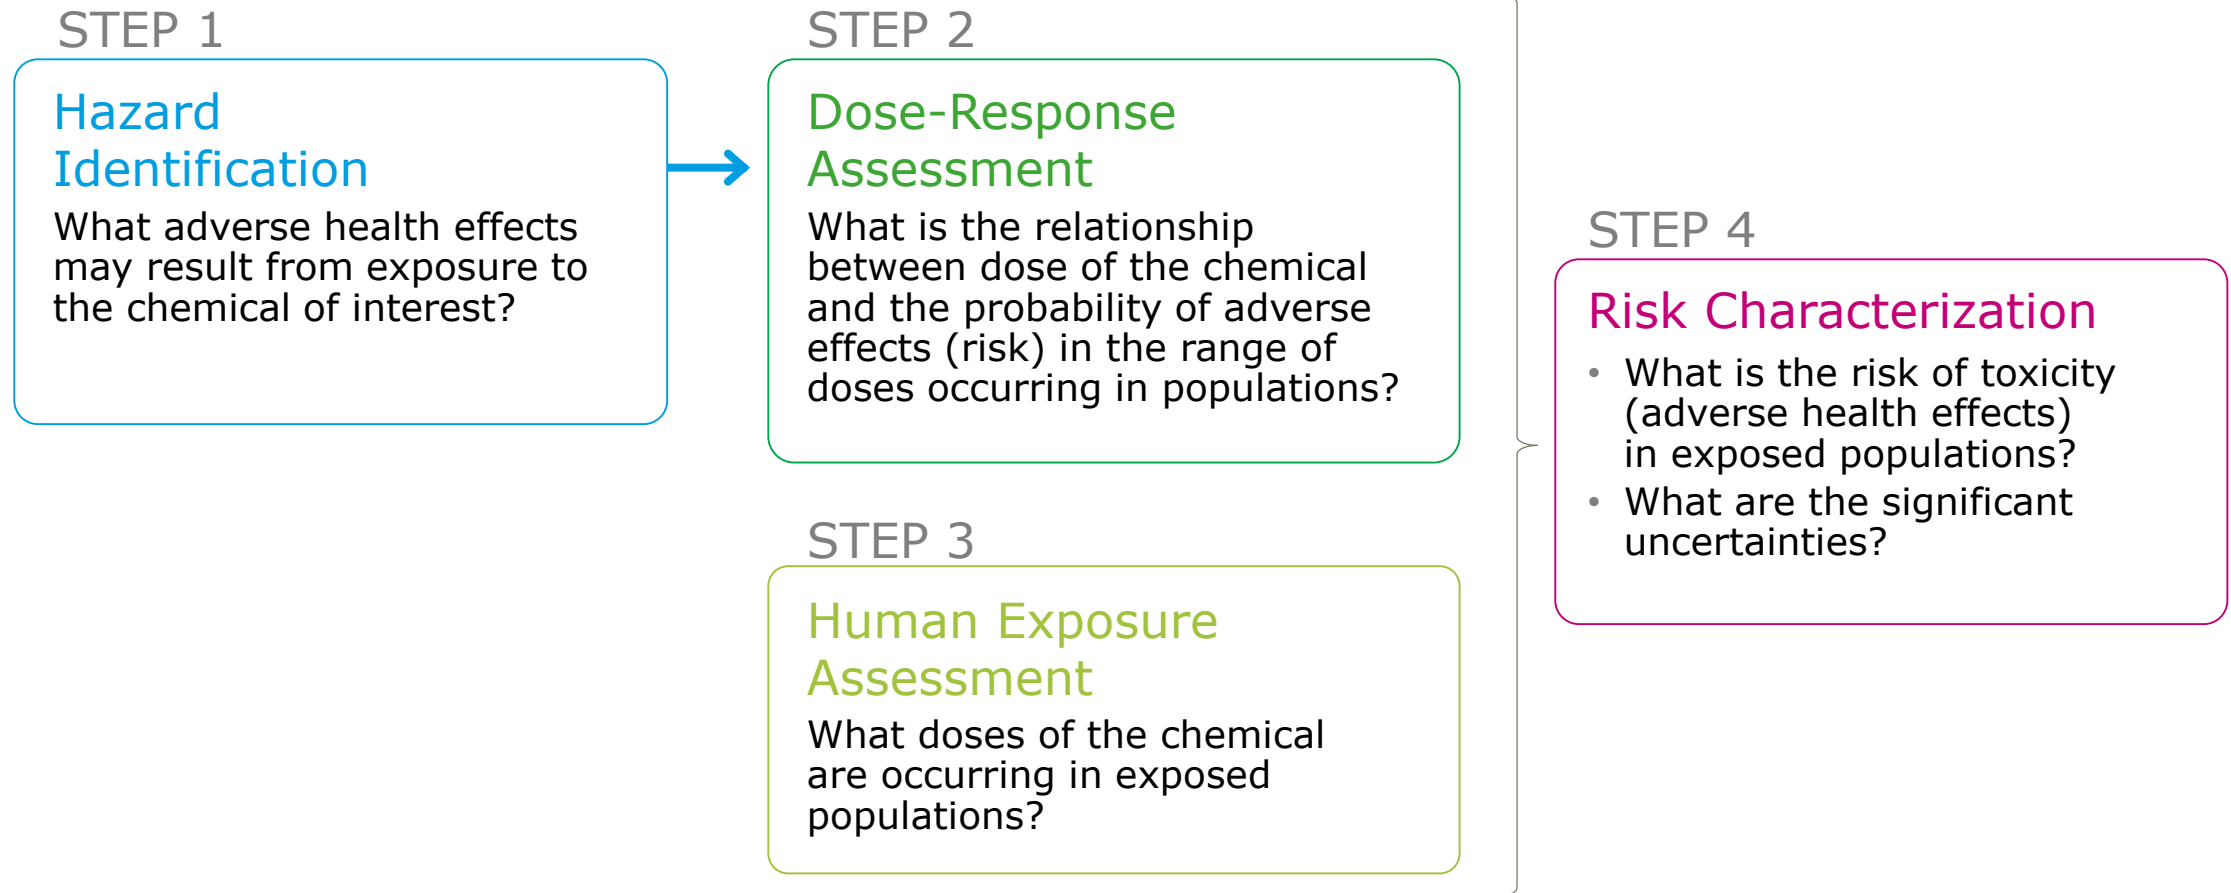 STEP 1
Hazard
Identification
What adverse health effects
may result from exposure to
the chemical of interest?
STEP 2
Dose-Response
Assessment
What is the relationship
between dose of the chemical
and the probability of adverse
effects (risk) in the range of
doses occurring in populations?
STEP 3
Human Exposure
Assessment
What doses of the chemical
are occurring in exposed
populations?
STEP 4
Risk Characterization
• What is the risk of toxicity
(adverse health effects)
in exposed populations?
• What are the significant
uncertainties?